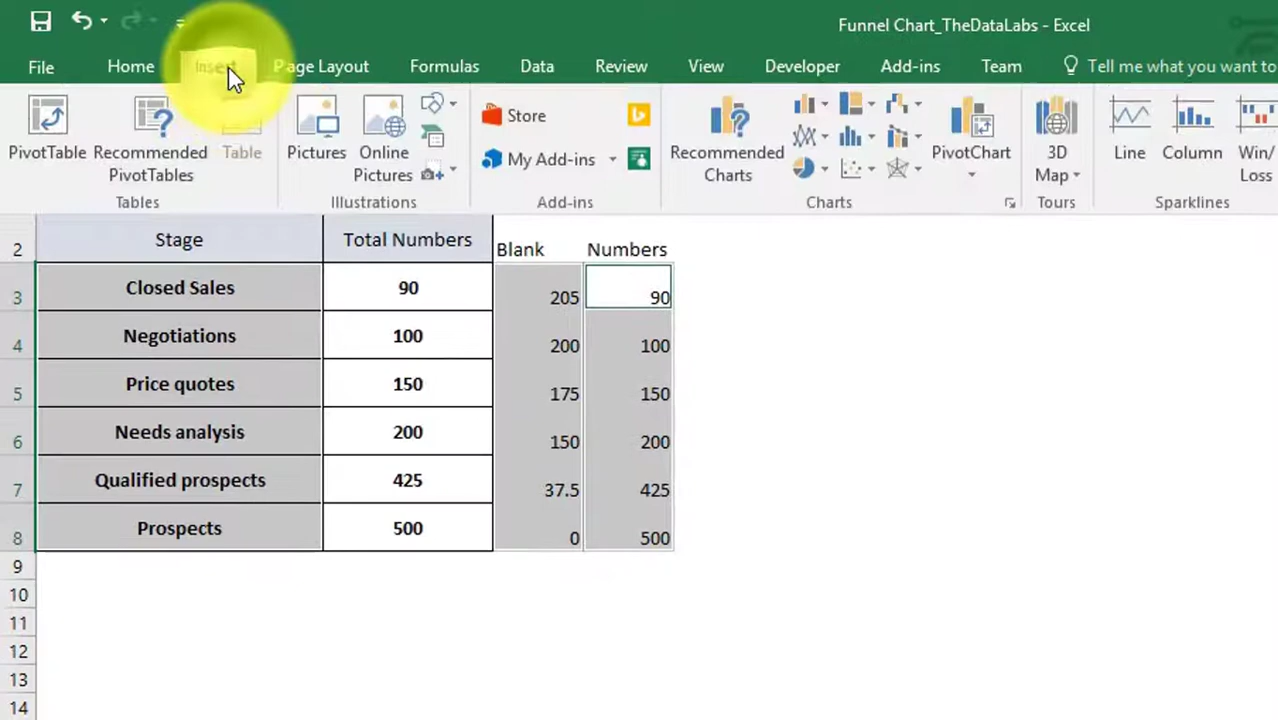 Funnel Chart_TheDataLabs - Excel
File Home Insert Page Layout Formulas Data Review View Developer Add-ins Team Tell me what you want to
PivotTable
Recommended PivotTables
Table
Pictures
Online Pictures
Store
My Add-ins
Recommended Charts
PivotChart
3D Map
Line
Column
Win/ Loss
Tables
Illustrations
Add-ins
Charts
Tours
Sparklines
2 Stage Total Numbers Blank Numbers
3 Closed Sales 90 205 90
4 Negotiations 100 200 100
5 Price quotes 150 175 150
6 Needs analysis 200 150 200
7 Qualified prospects 425 37.5 425
8 Prospects 500 0 500
9
10
11
12
13
14